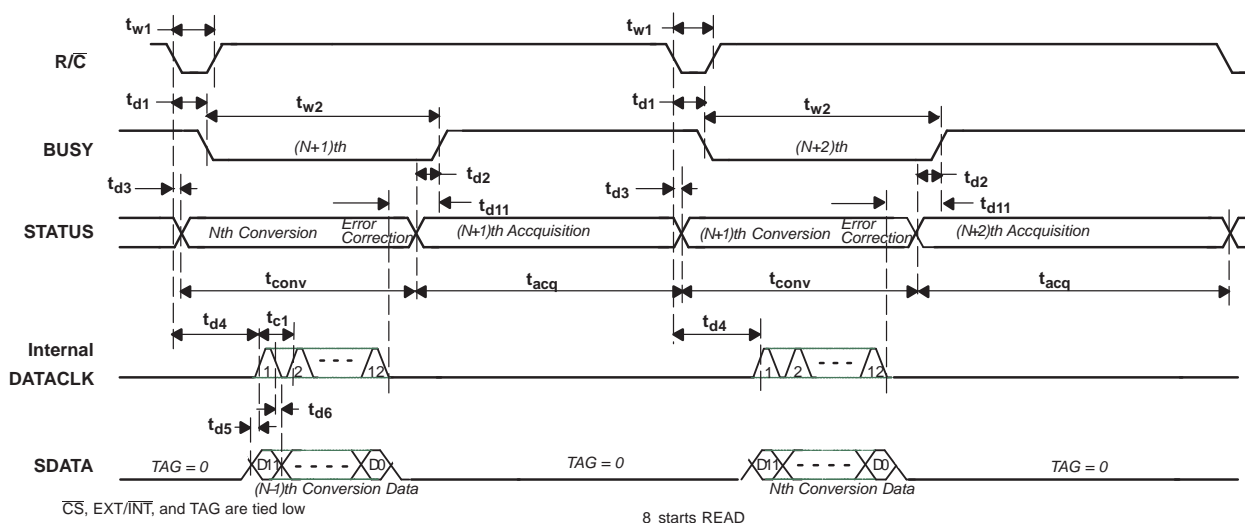 tw1 tw1
R/C
td1 tw2 td1 tw2
BUSY (N+1)th (N+2)th
td3 td2 td3 td2
td11 td11
STATUS Nth Conversion Error Correction (N+1)th Accquisition (N+1)th Conversion Error Correction (N+2)th Accquisition
tconv tacq tconv tacq
td4 tc1 td4
Internal
DATACLK 1 2 - - - 12 1 2 - - - 12
td5 td6
SDATA TAG = 0 D11 - - - - D0 TAG = 0 D11 - - - - D0 TAG = 0
(N–1)th Conversion Data Nth Conversion Data
CS, EXT/INT, and TAG are tied low
8 starts READ